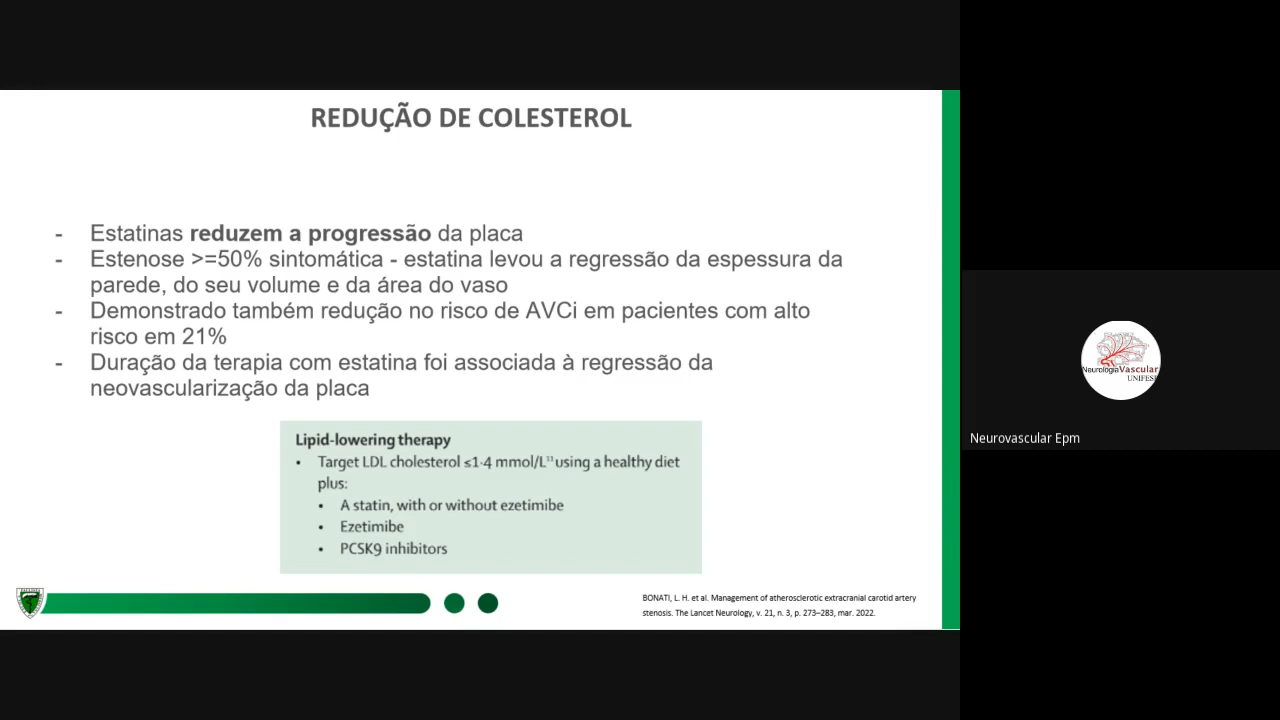 REDUÇÃO DE COLESTEROL
- Estatinas reduzem a progressão da placa
- Estenose >=50% sintomática - estatina levou a regressão da espessura da
parede, do seu volume e da área do vaso
- Demonstrado também redução no risco de AVCi em pacientes com alto
risco em 21%
- Duração da terapia com estatina foi associada à regressão da
neovascularização da placa
Lipid-lowering therapy
• Target LDL cholesterol ≤1·4 mmol/L¹¹ using a healthy diet
plus:
• A statin, with or without ezetimibe
• Ezetimibe
• PCSK9 inhibitors
BONATI, L. H. et al. Management of atherosclerotic extracranial carotid artery
stenosis. The Lancet Neurology, v. 21, n. 3, p. 273–283, mar. 2022.
NeurologiaVascular
UNIFESP
Neurovascular Epm